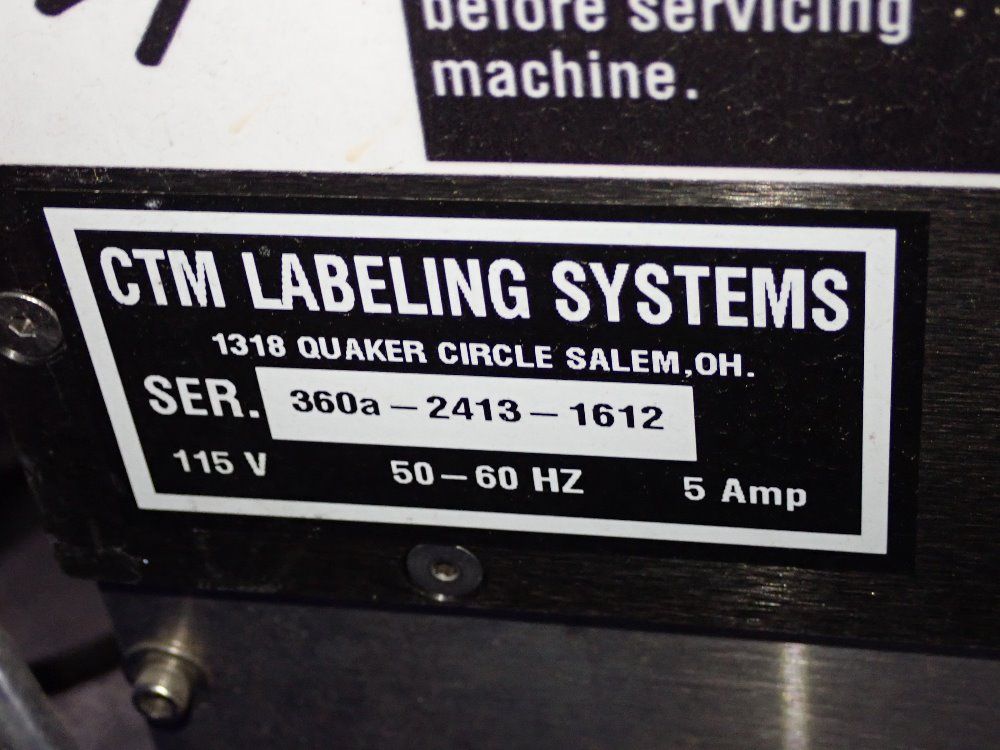 before servicing
machine.
CTM LABELING SYSTEMS
1318 QUAKER CIRCLE SALEM,OH.
SER. 360a-2413-1612
115 V 50-60 HZ 5 Amp